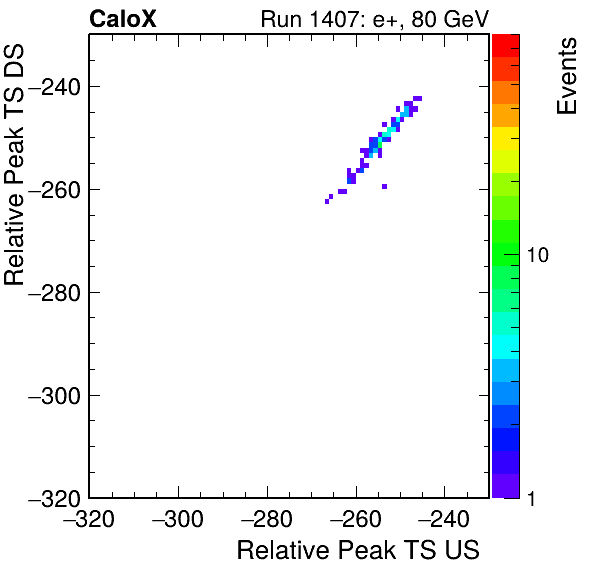 CaloX Run 1407: e+, 80 GeV
Relative Peak TS DS
−240
−260
−280
−300
−320
−320 −300 −280 −260 −240
Relative Peak TS US
Events
10
1